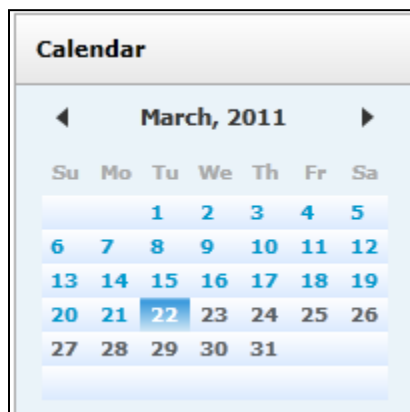 Calendar
March, 2011
Su Mo Tu We Th Fr Sa
1 2 3 4 5
6 7 8 9 10 11 12
13 14 15 16 17 18 19
20 21 22 23 24 25 26
27 28 29 30 31